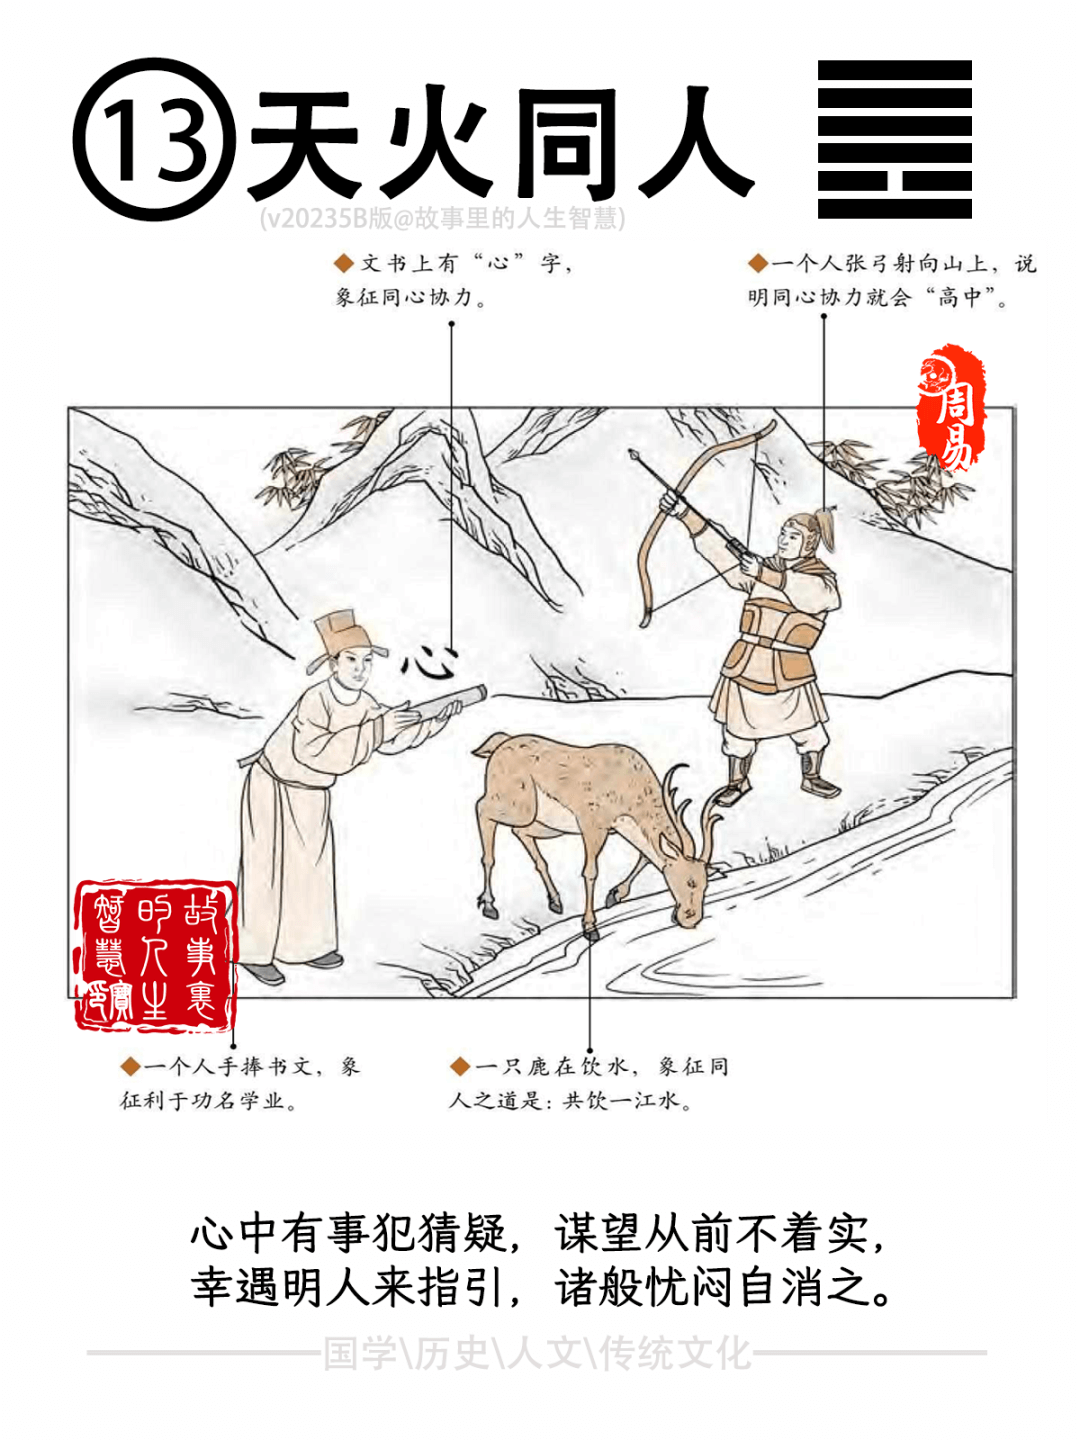 13 天火同人
(v20235B版@故事里的人生智慧)
◆ 文书上有“心”字，
象征同心协力。
◆一个人张弓射向山上，说
明同心协力就会“高中”。
周易
心
故事裏
的人生
智慧寶印
◆一个人手捧书文，象
征利于功名学业。
◆一只鹿在饮水，象征同
人之道是：共饮一江水。
心中有事犯猜疑，谋望从前不着实，
幸遇明人来指引，诸般忧闷自消之。
国学\历史\人文\传统文化